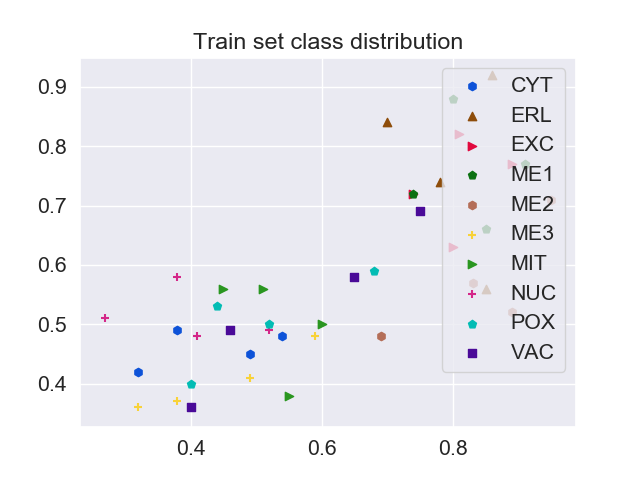 Train set class distribution
0.9
0.8
0.7
0.6
0.5
0.4
0.4
0.6
0.8
CYT
ERL
EXC
ME1
ME2
ME3
MIT
NUC
POX
VAC